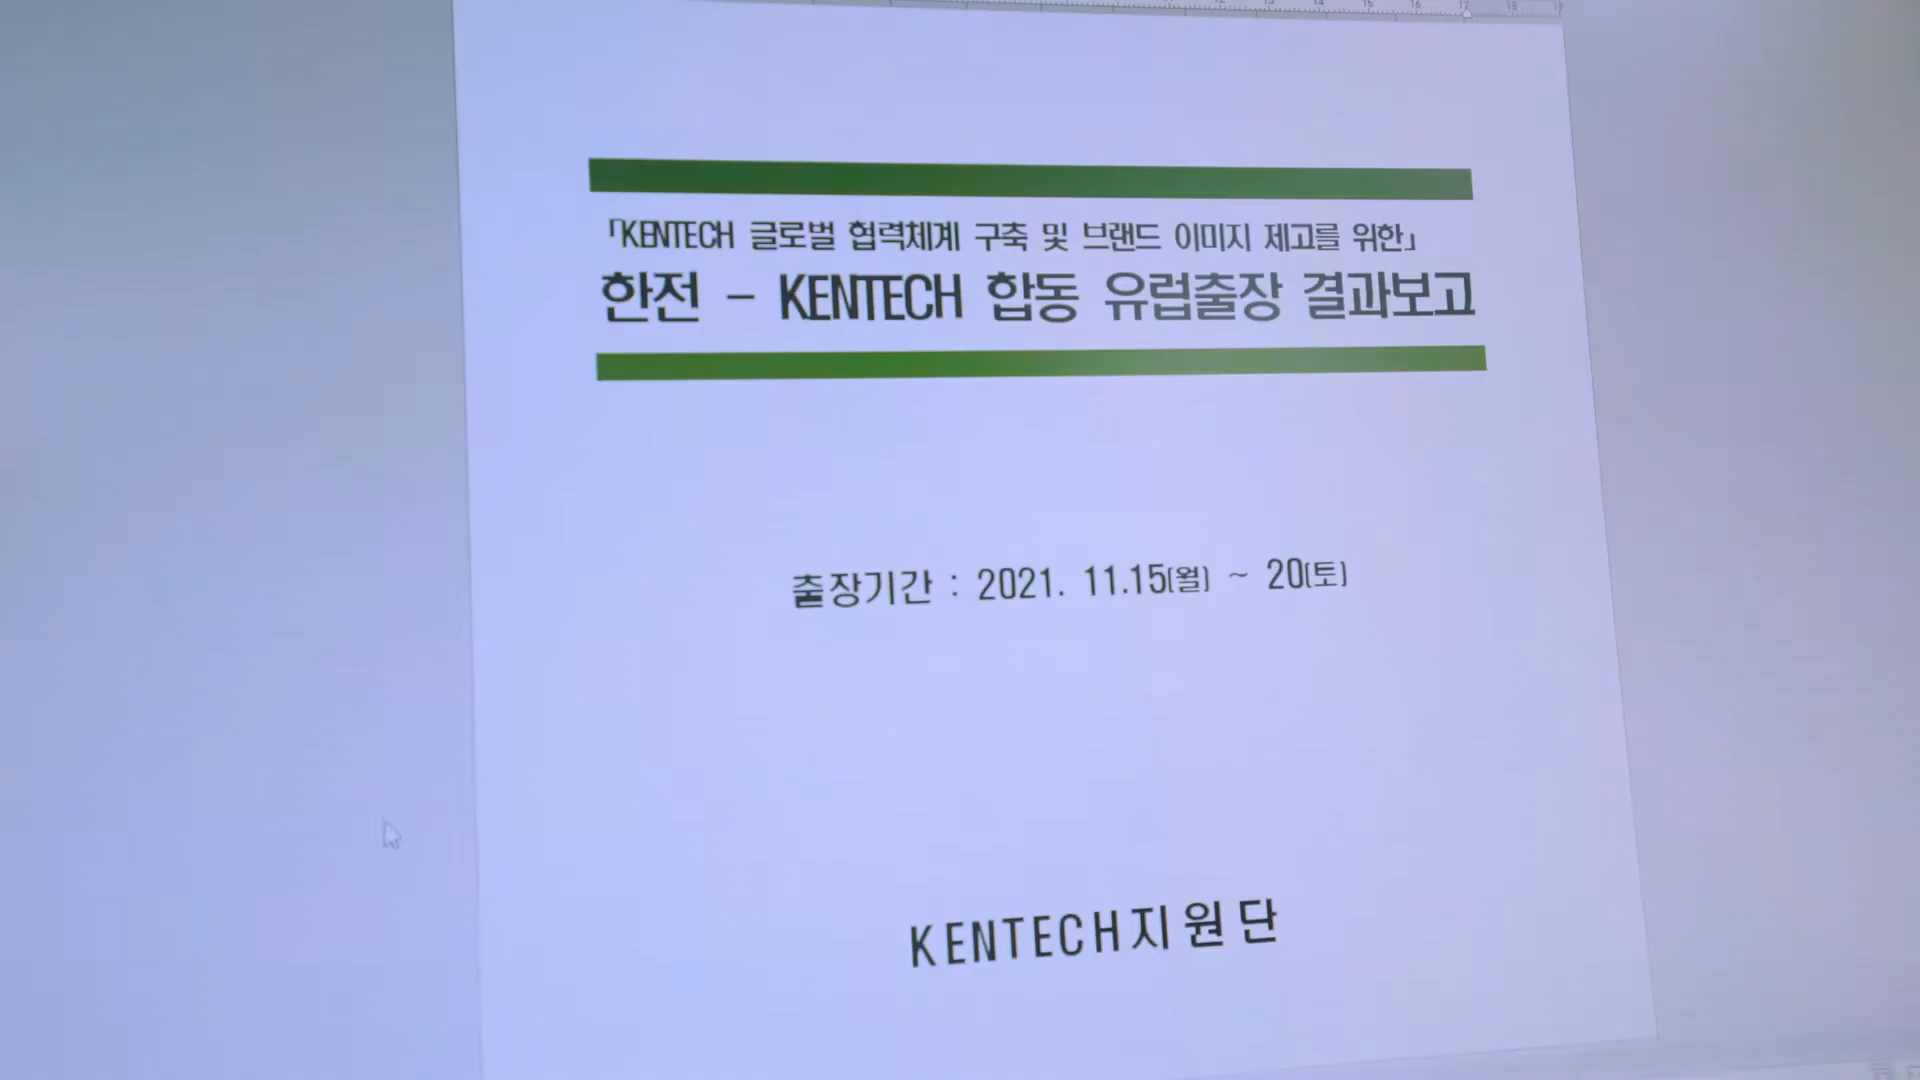 「KENTECH 글로벌 협력체계 구축 및 브랜드 이미지 제고를 위한」
한전 - KENTECH 합동 유럽출장 결과보고
출장기간 : 2021. 11.15(월) ~ 20(토)
KENTECH지원단